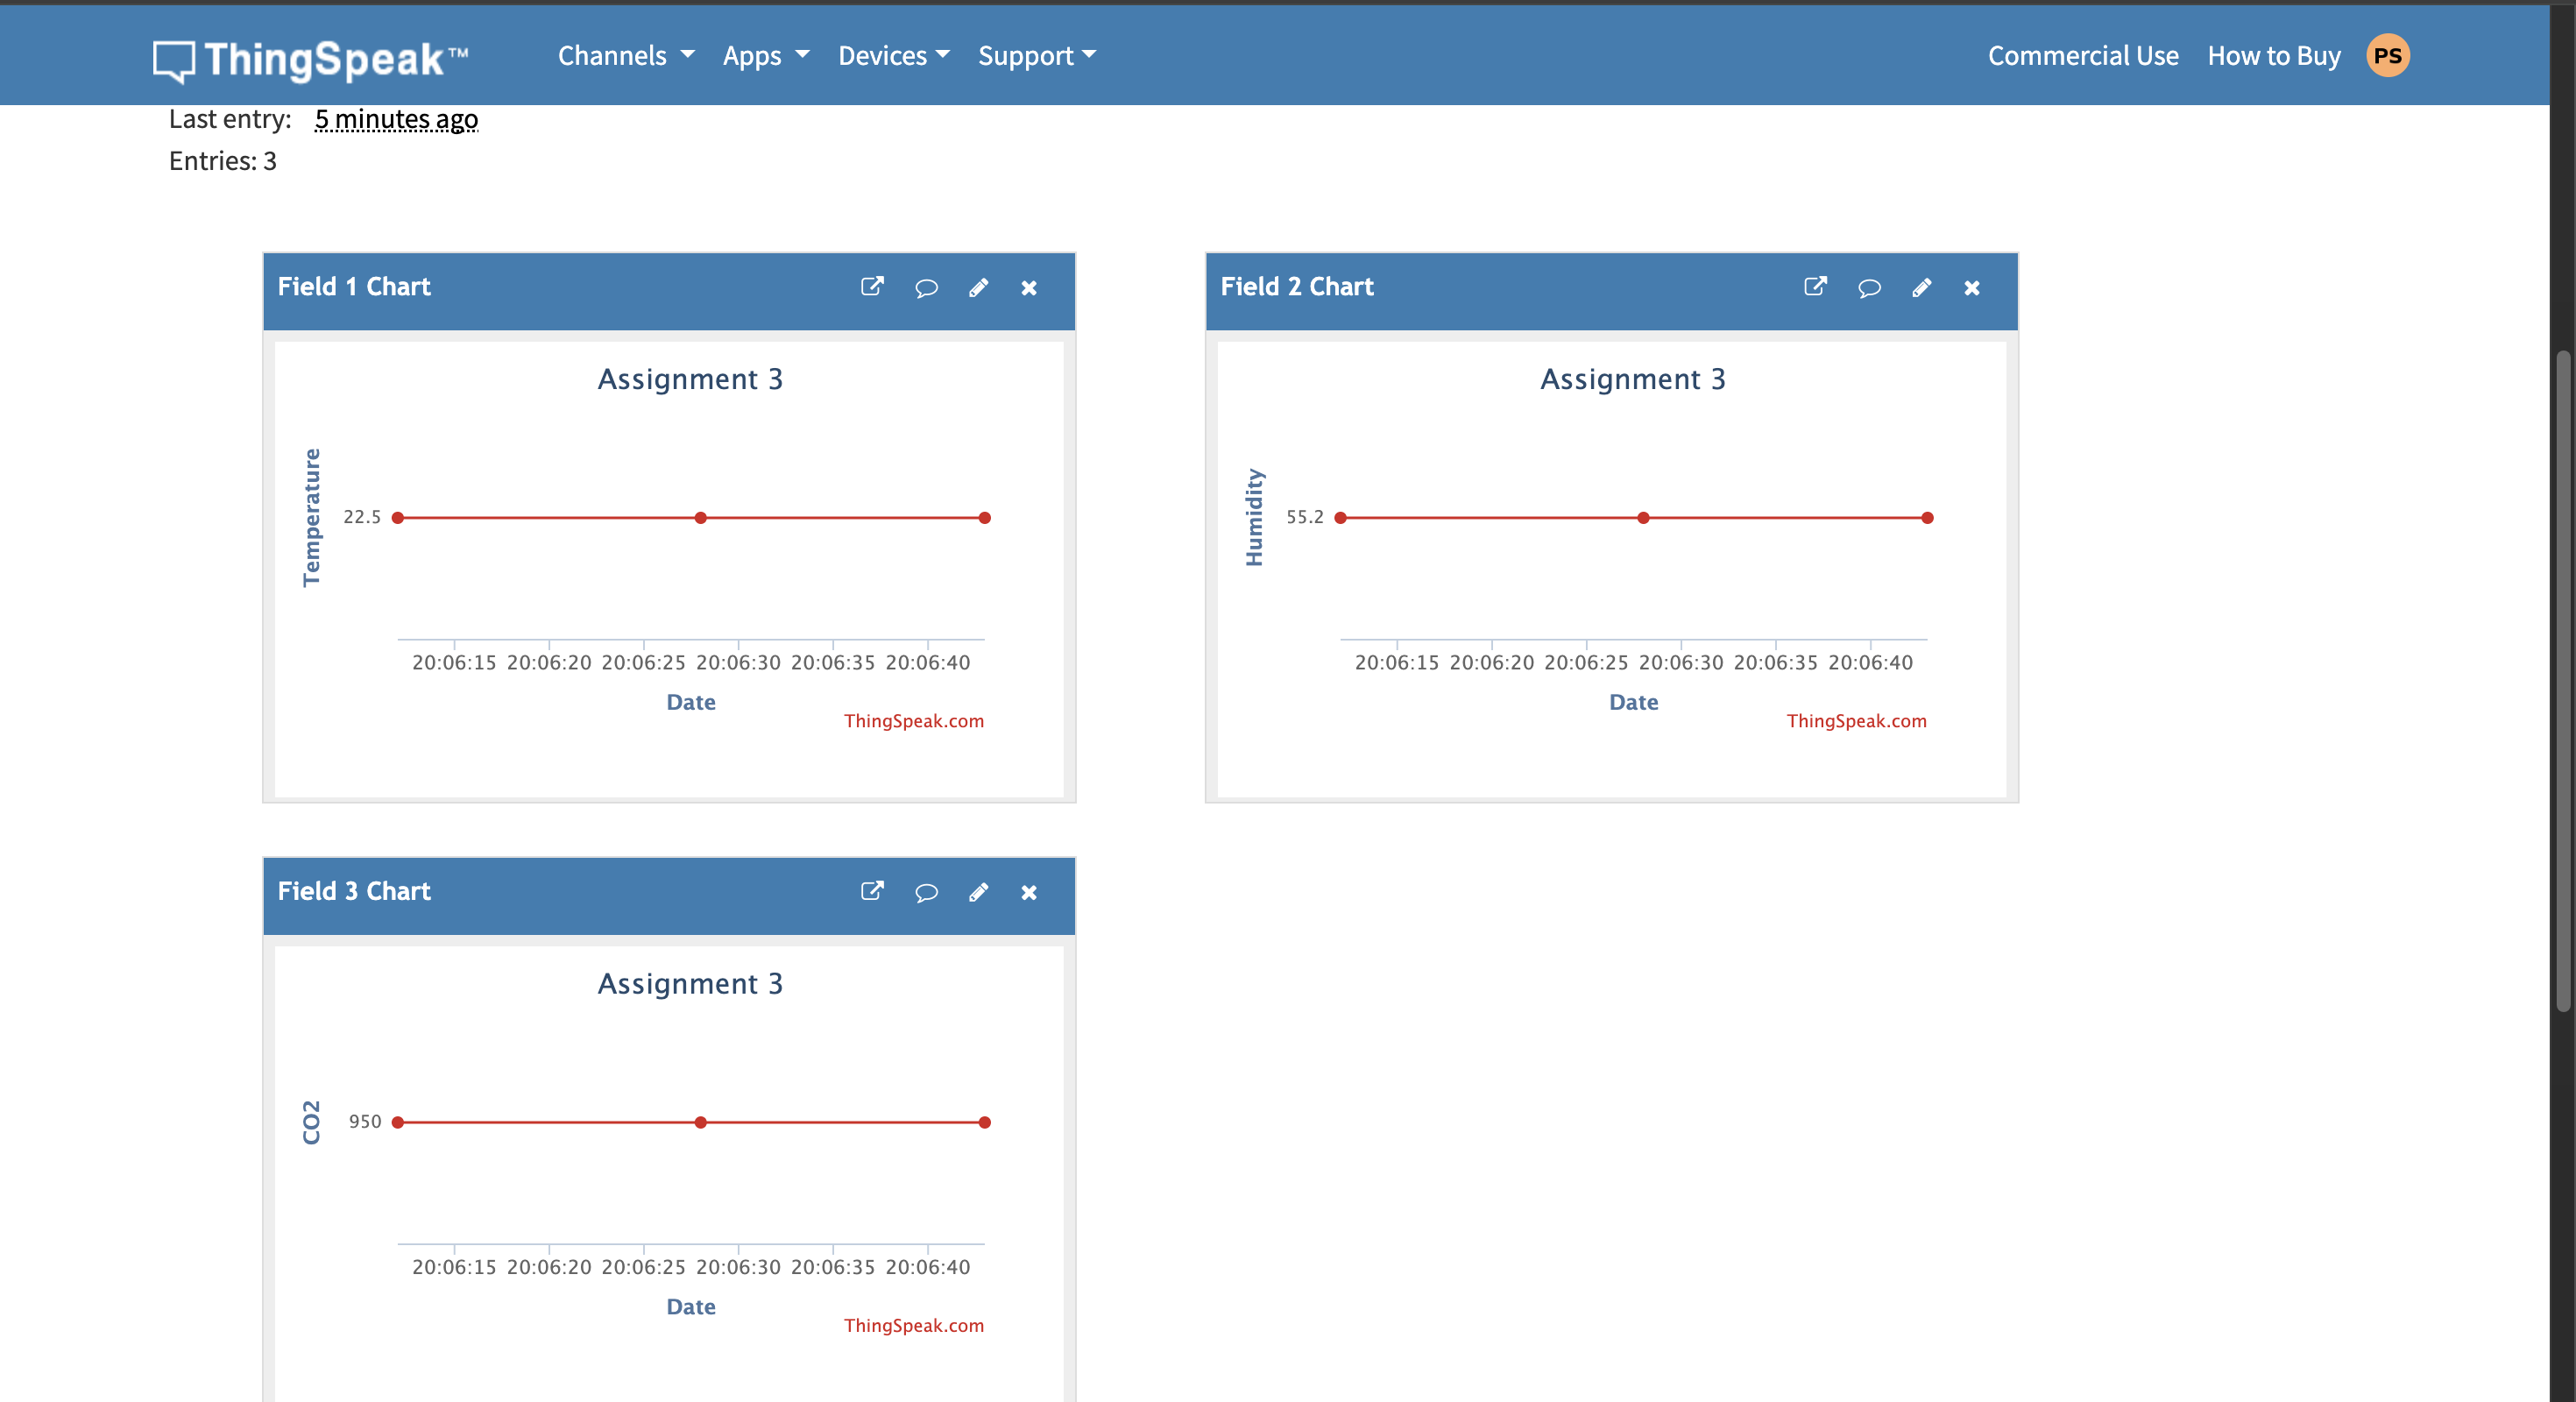 ThingSpeak™ Channels Apps Devices Support Commercial Use How to Buy PS
Last entry: 5 minutes ago
Entries: 3
Field 1 Chart
Assignment 3
Temperature
22.5
20:06:15 20:06:20 20:06:25 20:06:30 20:06:35 20:06:40
Date
ThingSpeak.com
Field 2 Chart
Assignment 3
Humidity
55.2
20:06:15 20:06:20 20:06:25 20:06:30 20:06:35 20:06:40
Date
ThingSpeak.com
Field 3 Chart
Assignment 3
CO2
950
20:06:15 20:06:20 20:06:25 20:06:30 20:06:35 20:06:40
Date
ThingSpeak.com